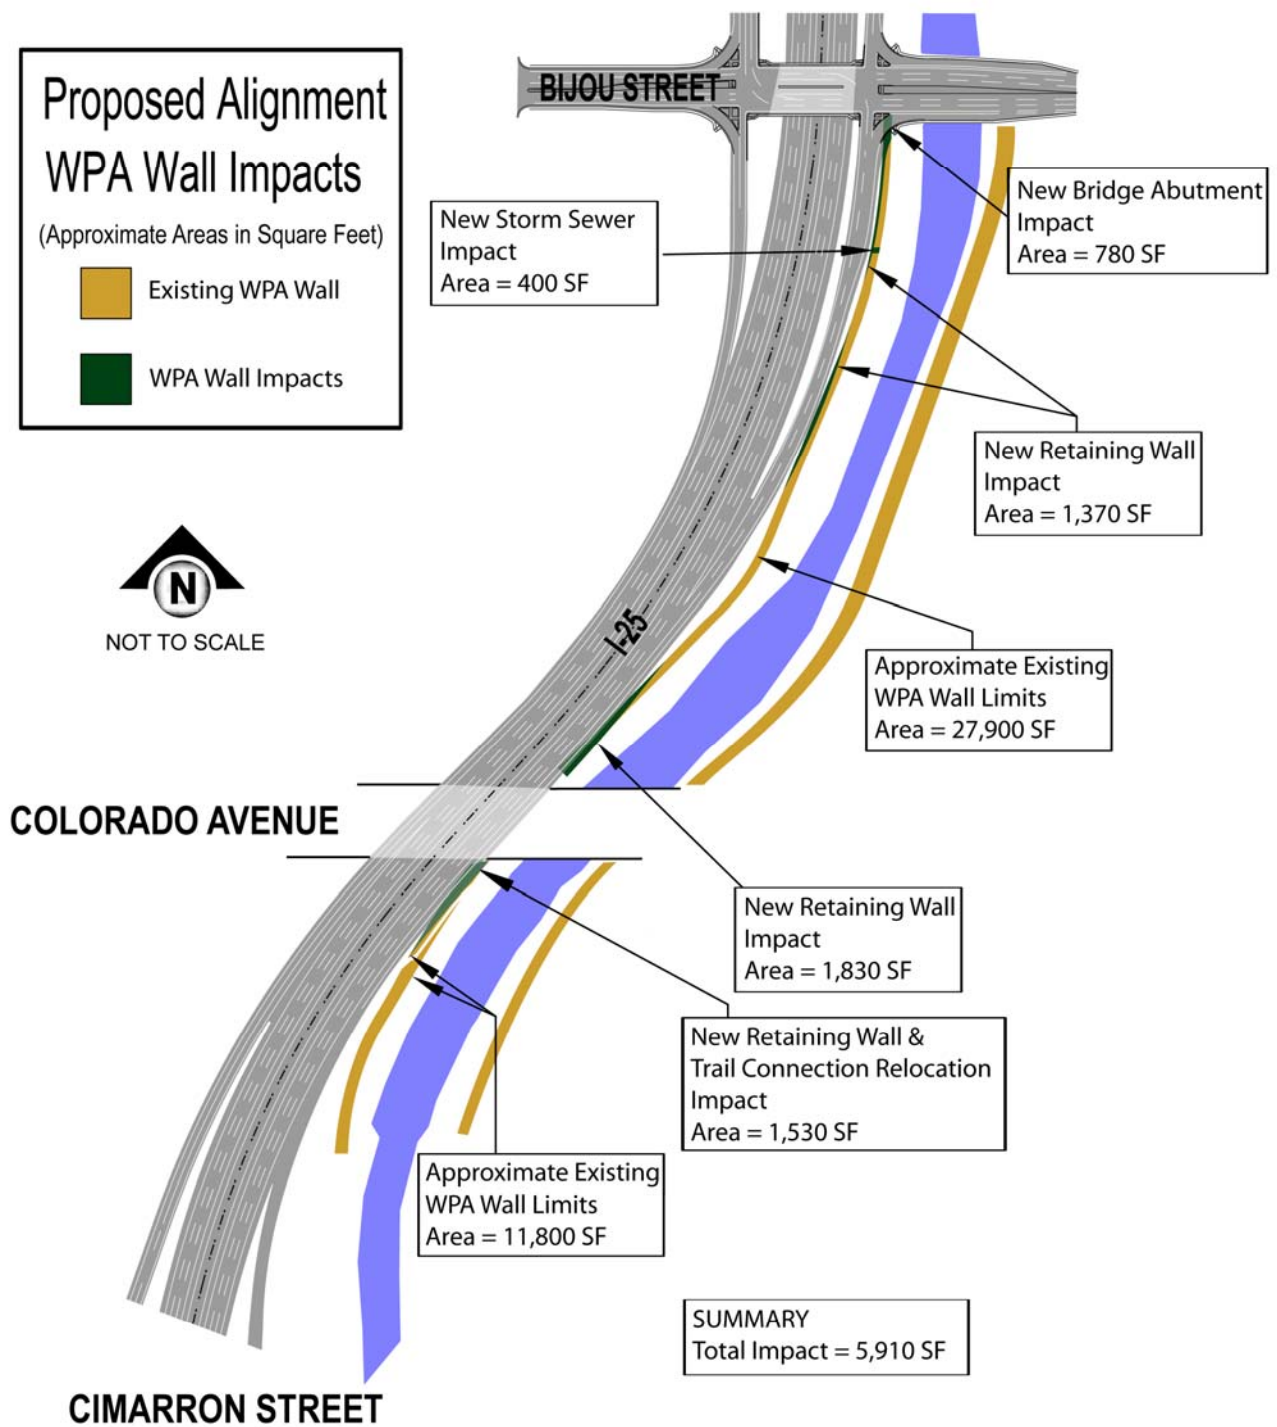 Proposed Alignment
WPA Wall Impacts
(Approximate Areas in Square Feet)
Existing WPA Wall
WPA Wall Impacts
BIJOU STREET
New Storm Sewer
Impact
Area = 400 SF
New Bridge Abutment
Impact
Area = 780 SF
New Retaining Wall
Impact
Area = 1,370 SF
N
NOT TO SCALE
I-25
Approximate Existing
WPA Wall Limits
Area = 27,900 SF
COLORADO AVENUE
New Retaining Wall
Impact
Area = 1,830 SF
New Retaining Wall &
Trail Connection Relocation
Impact
Area = 1,530 SF
Approximate Existing
WPA Wall Limits
Area = 11,800 SF
SUMMARY
Total Impact = 5,910 SF
CIMARRON STREET